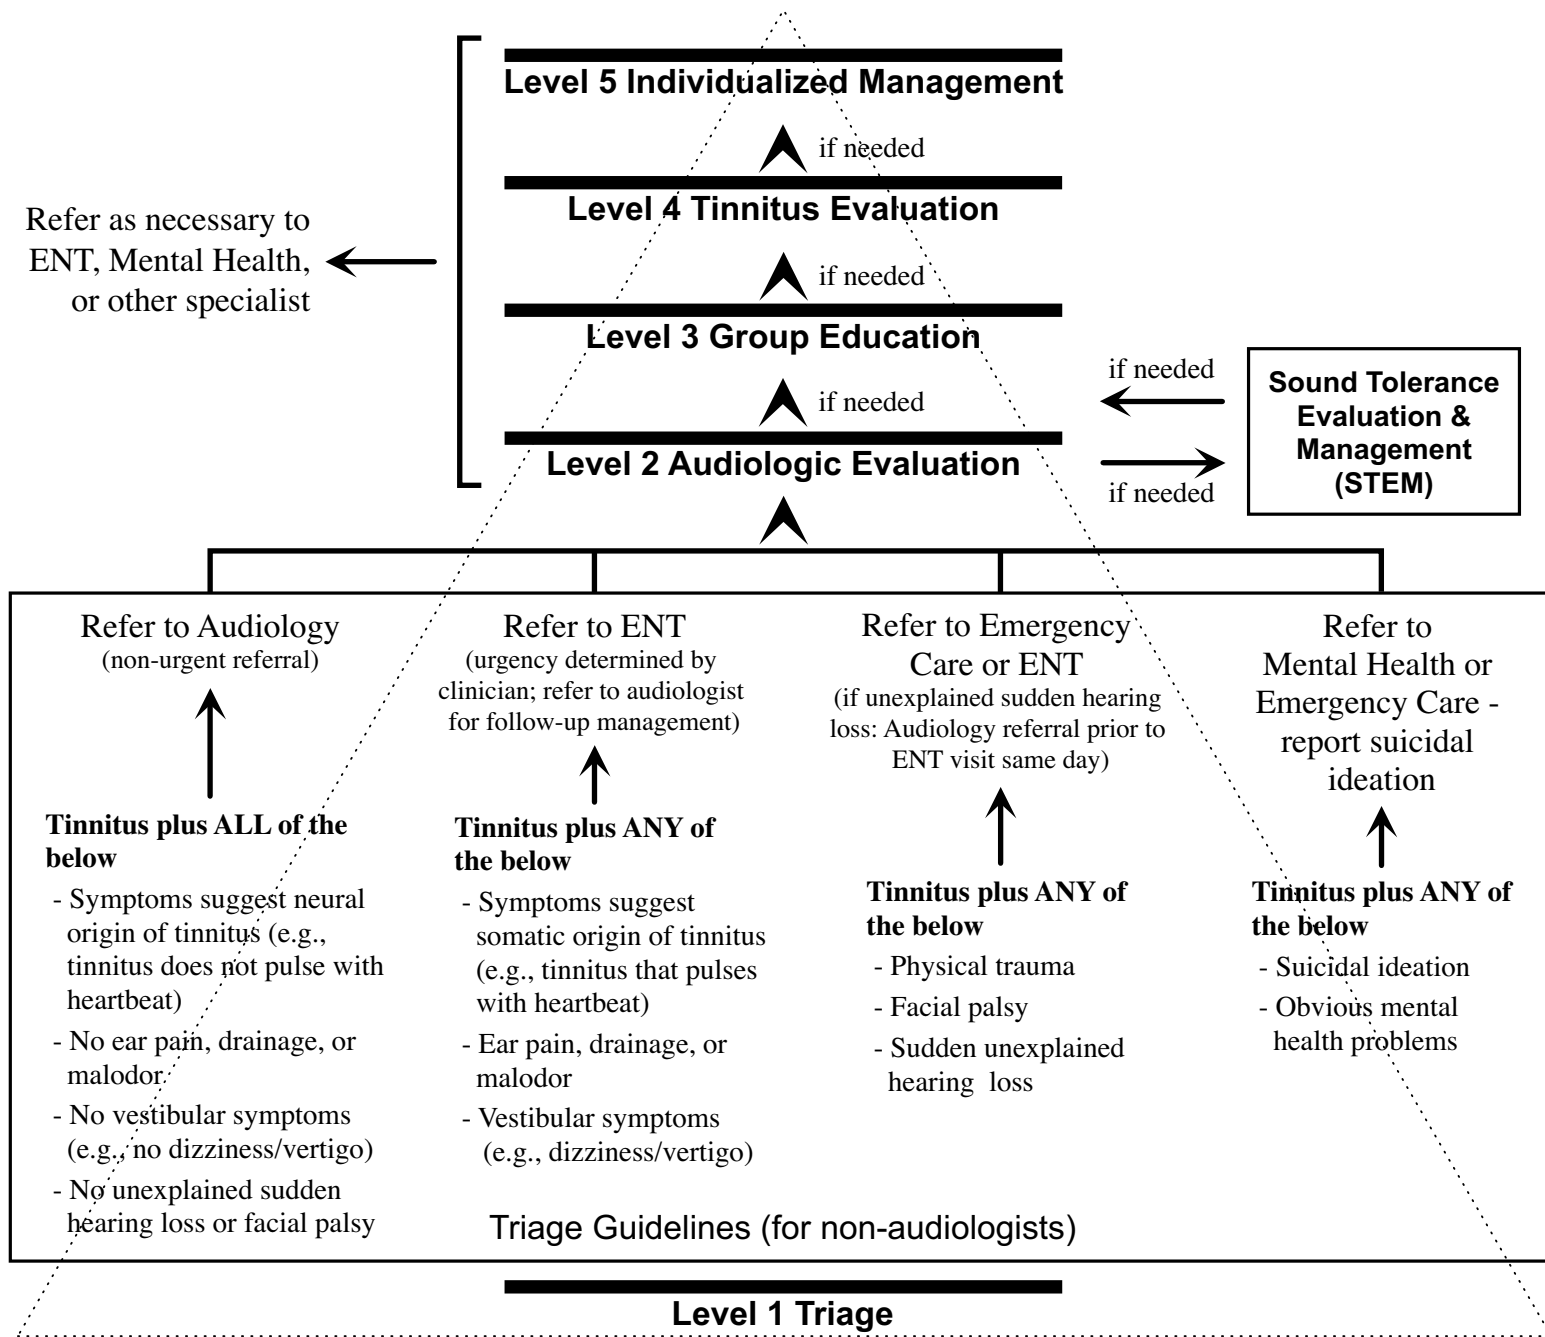 Level 5 Individualized Management
if needed
Level 4 Tinnitus Evaluation
Refer as necessary to
ENT, Mental Health,
or other specialist
if needed
Level 3 Group Education
if needed
Level 2 Audiologic Evaluation
if needed
if needed
Sound Tolerance
Evaluation &
Management
(STEM)
Refer to Audiology
(non-urgent referral)
Tinnitus plus ALL of the
below
- Symptoms suggest neural
origin of tinnitus (e.g.,
tinnitus does not pulse with
heartbeat)
- No ear pain, drainage, or
malodor
- No vestibular symptoms
(e.g., no dizziness/vertigo)
- No unexplained sudden
hearing loss or facial palsy
Refer to ENT
(urgency determined by
clinician; refer to audiologist
for follow-up management)
Tinnitus plus ANY of
the below
- Symptoms suggest
somatic origin of tinnitus
(e.g., tinnitus that pulses
with heartbeat)
- Ear pain, drainage, or
malodor
- Vestibular symptoms
(e.g., dizziness/vertigo)
Refer to Emergency
Care or ENT
(if unexplained sudden hearing
loss: Audiology referral prior to
ENT visit same day)
Tinnitus plus ANY of
the below
- Physical trauma
- Facial palsy
- Sudden unexplained
hearing loss
Refer to
Mental Health or
Emergency Care -
report suicidal
ideation
Tinnitus plus ANY of
the below
- Suicidal ideation
- Obvious mental
health problems
Triage Guidelines (for non-audiologists)
Level 1 Triage